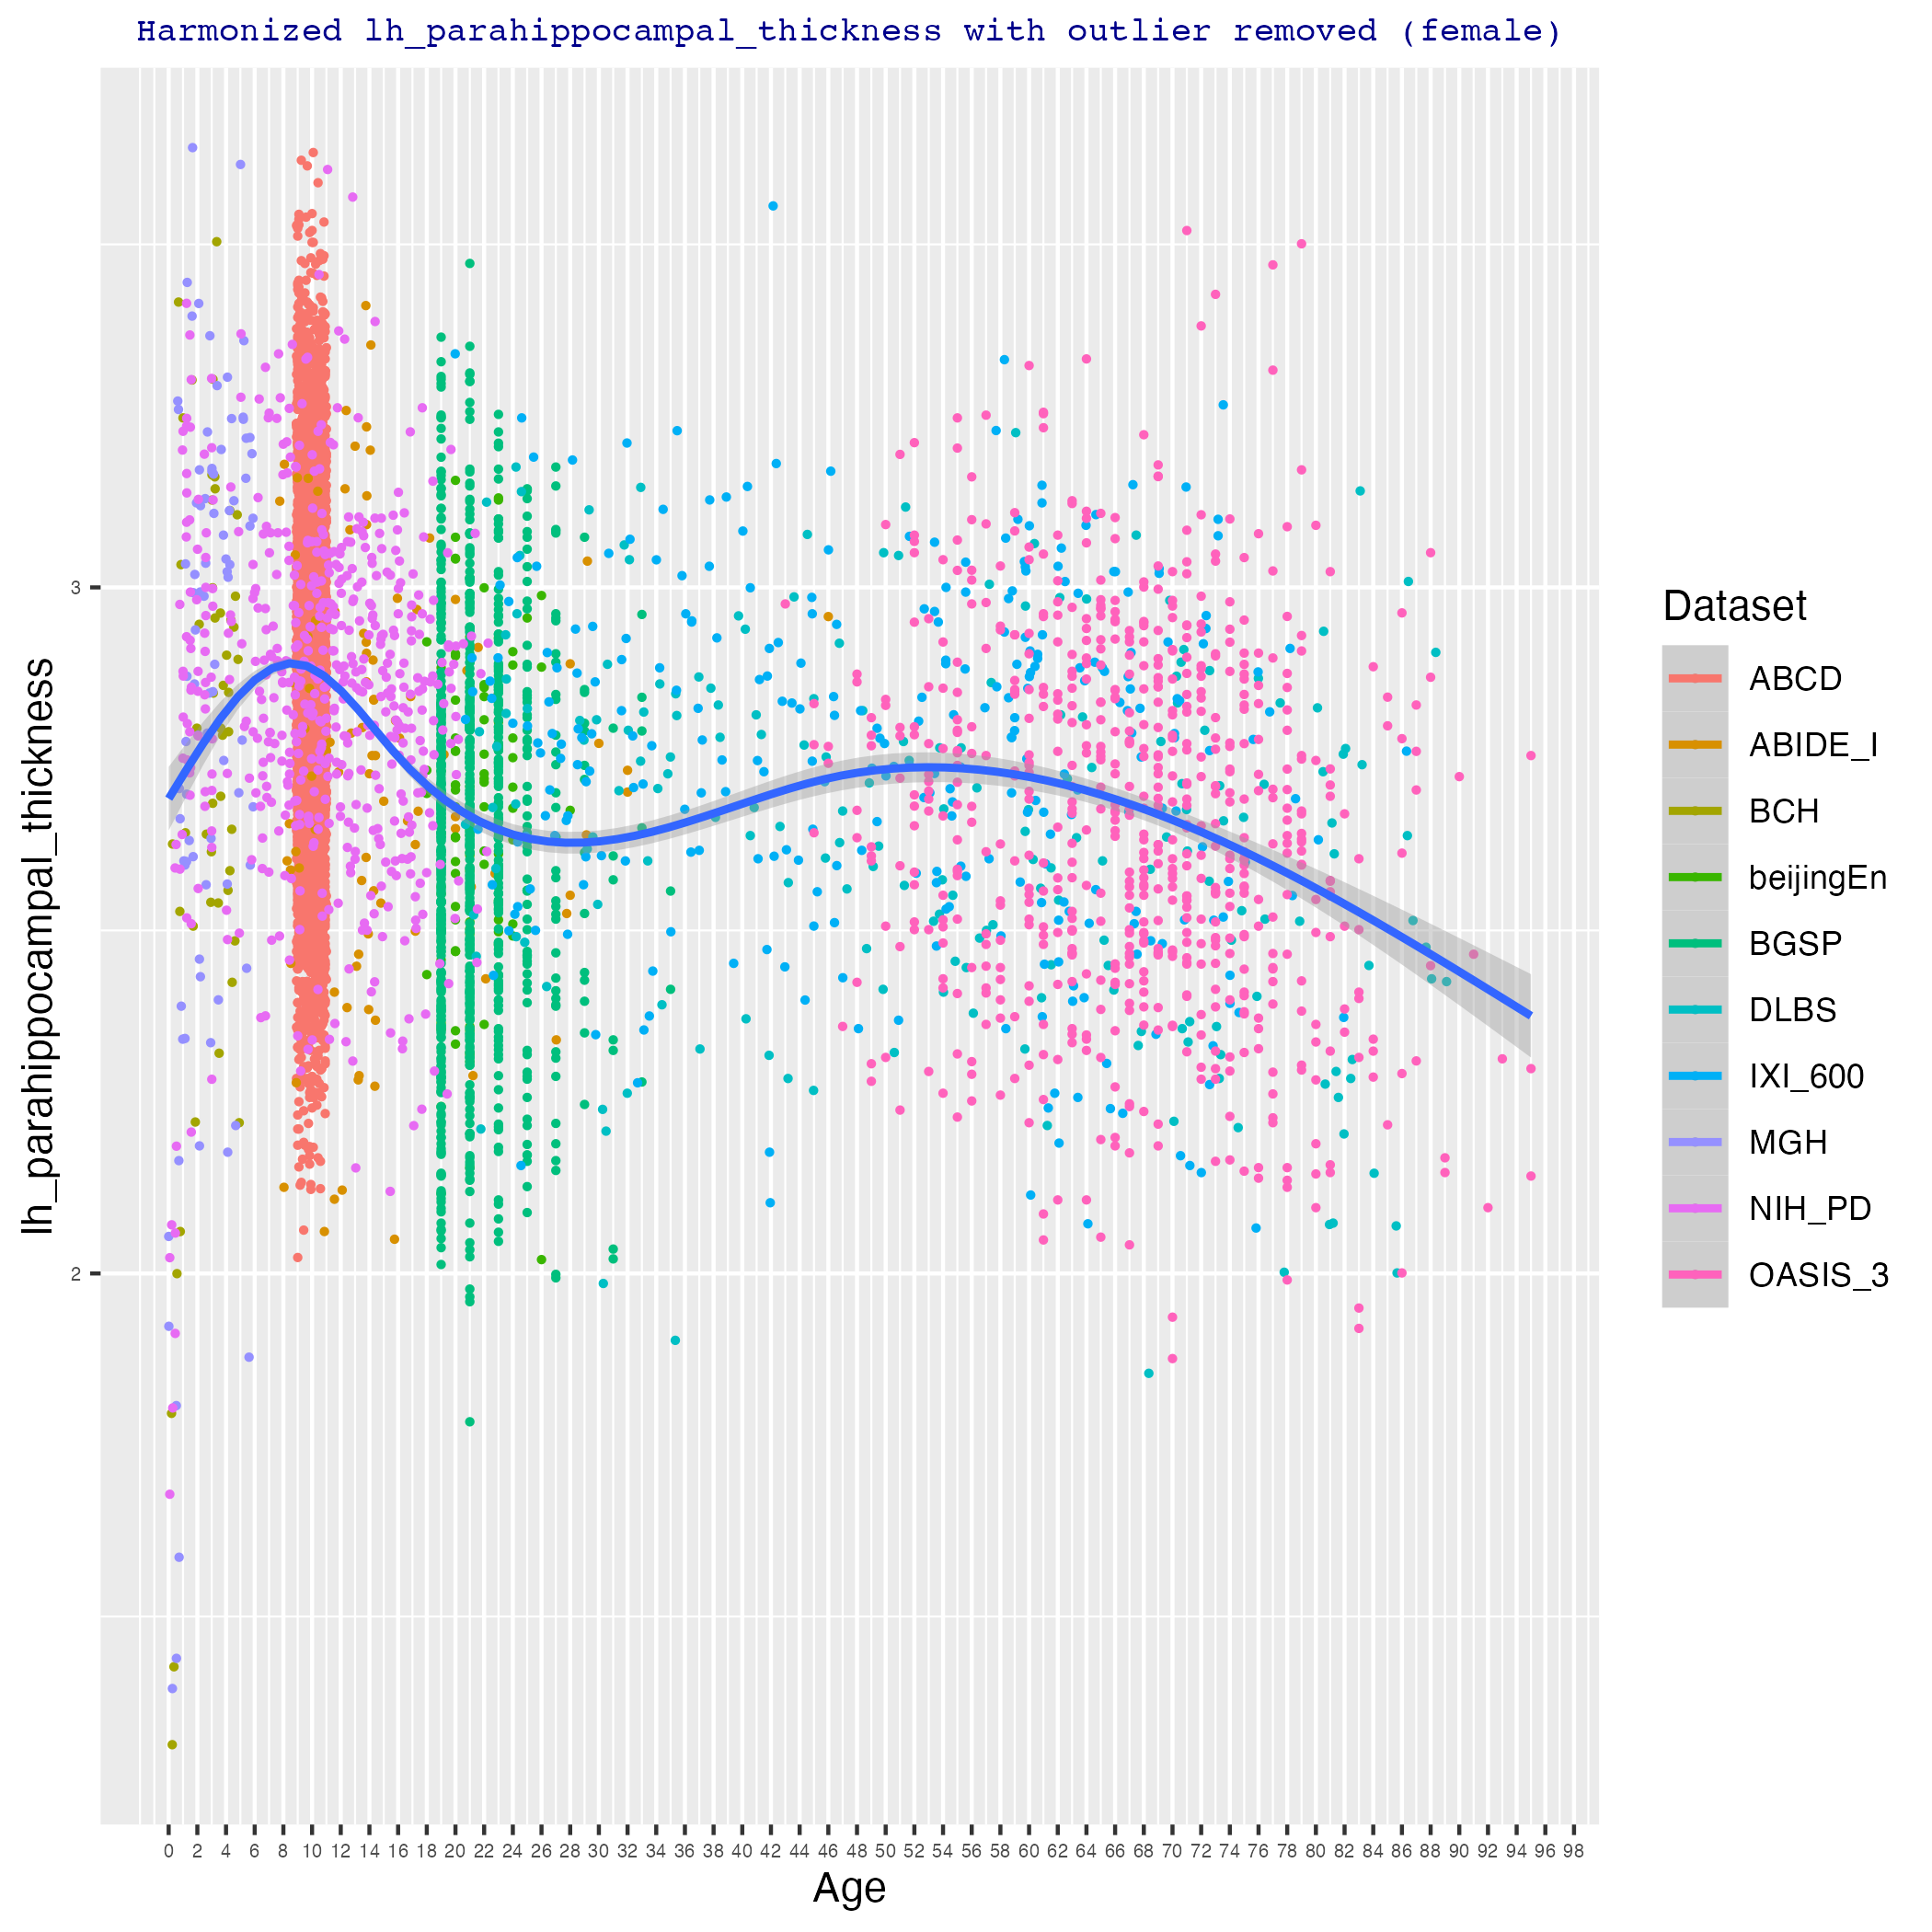 Harmonized lh_parahippocampal_thickness with outlier removed (female)
lh_parahippocampal_thickness
3
2
0 2 4 6 8 10 12 14 16 18 20 22 24 26 28 30 32 34 36 38 40 42 44 46 48 50 52 54 56 58 60 62 64 66 68 70 72 74 76 78 80 82 84 86 88 90 92 94 96 98
Age
Dataset
ABCD
ABIDE_I
BCH
beijingEn
BGSP
DLBS
IXI_600
MGH
NIH_PD
OASIS_3